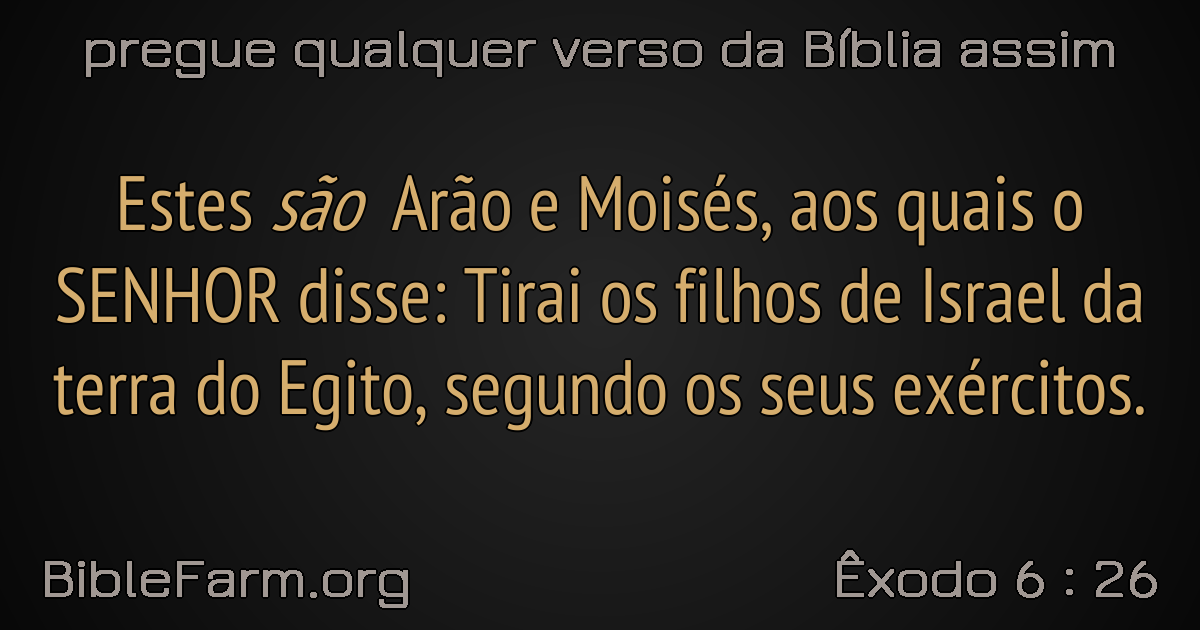 pregue qualquer verso da Bíblia assim
Estes são Arão e Moisés, aos quais o
SENHOR disse: Tirai os filhos de Israel da
terra do Egito, segundo os seus exércitos.
BibleFarm.org
Êxodo 6 : 26